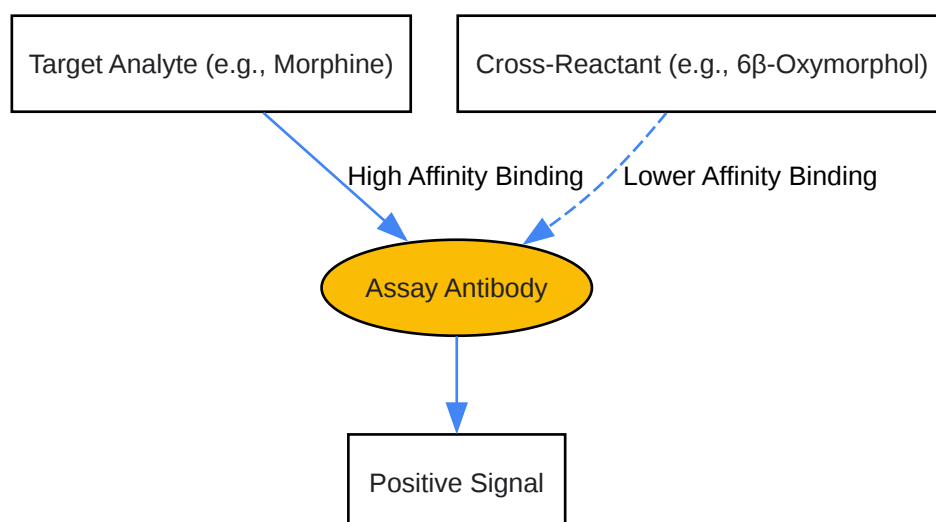 Target Analyte (e.g., Morphine)
Cross-Reactant (e.g., 6β-Oxymorphol)
High Affinity Binding
Lower Affinity Binding
Assay Antibody
Positive Signal